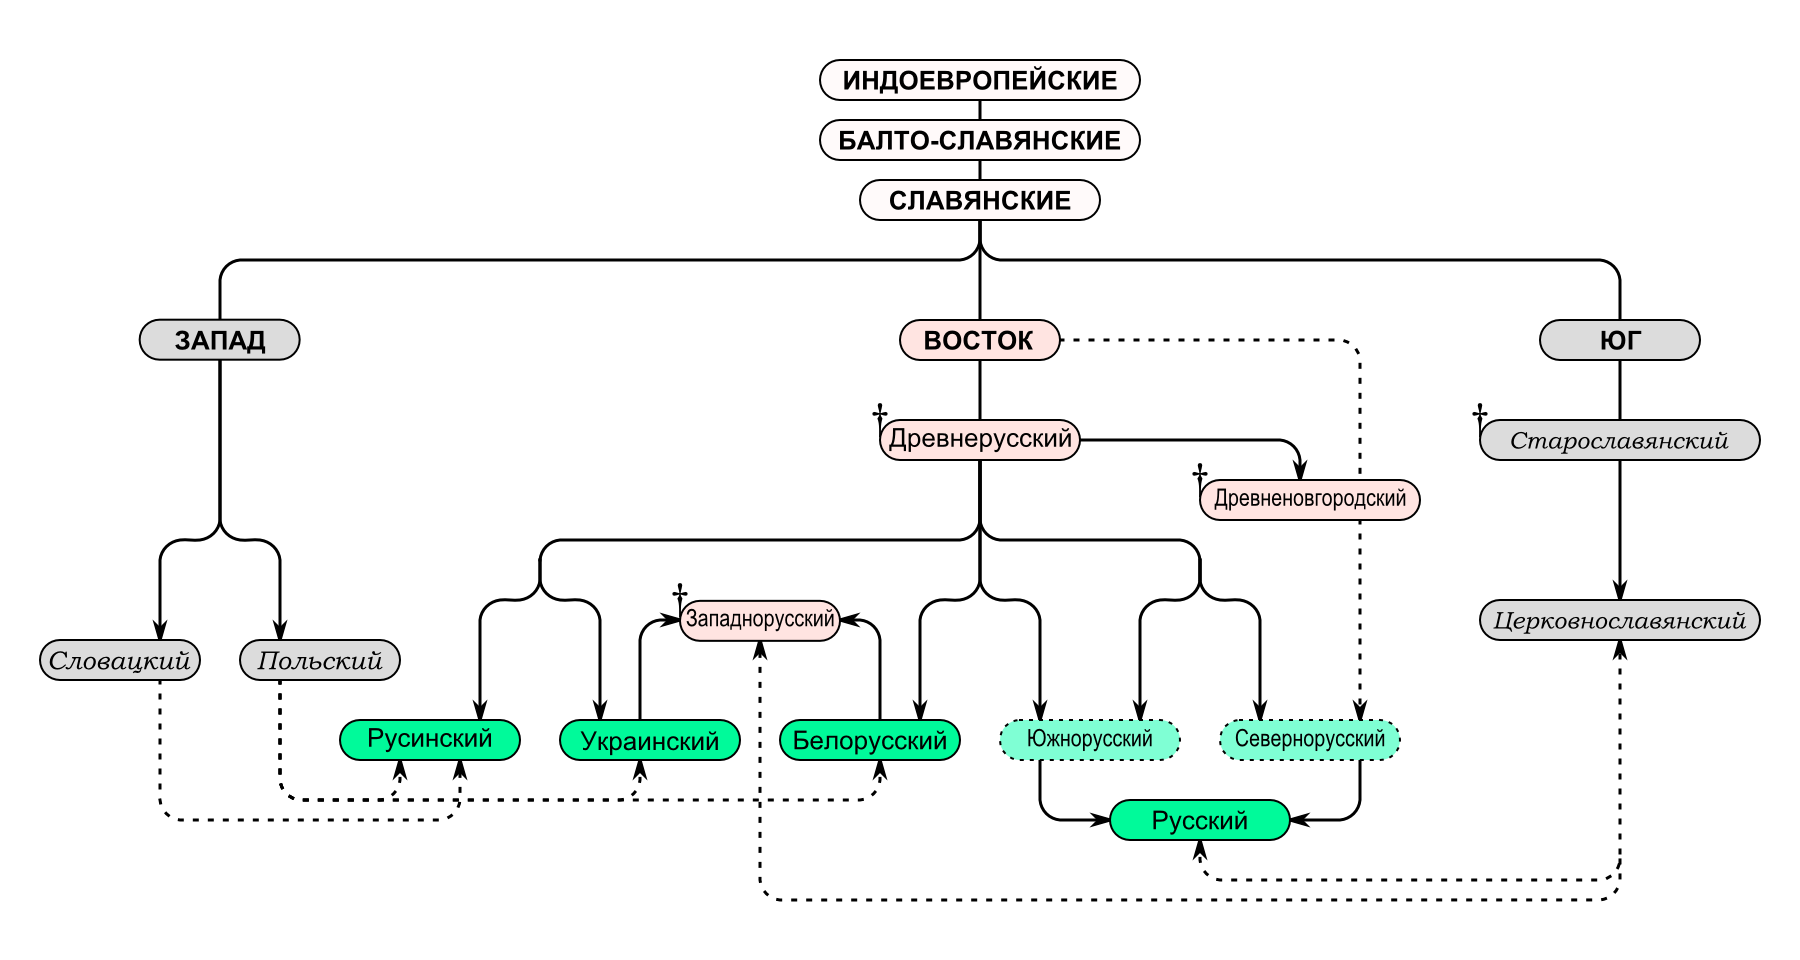 ИНДОЕВРОПЕЙСКИЕ
БАЛТО-СЛАВЯНСКИЕ
СЛАВЯНСКИЕ
ЗАПАД
ВОСТОК
ЮГ
†
Древнерусский
†
Старославянский
†
Древненовгородский
†
Западнорусский
Церковнославянский
Словацкий
Польский
Русинский
Украинский
Белорусский
Южнорусский
Севернорусский
Русский